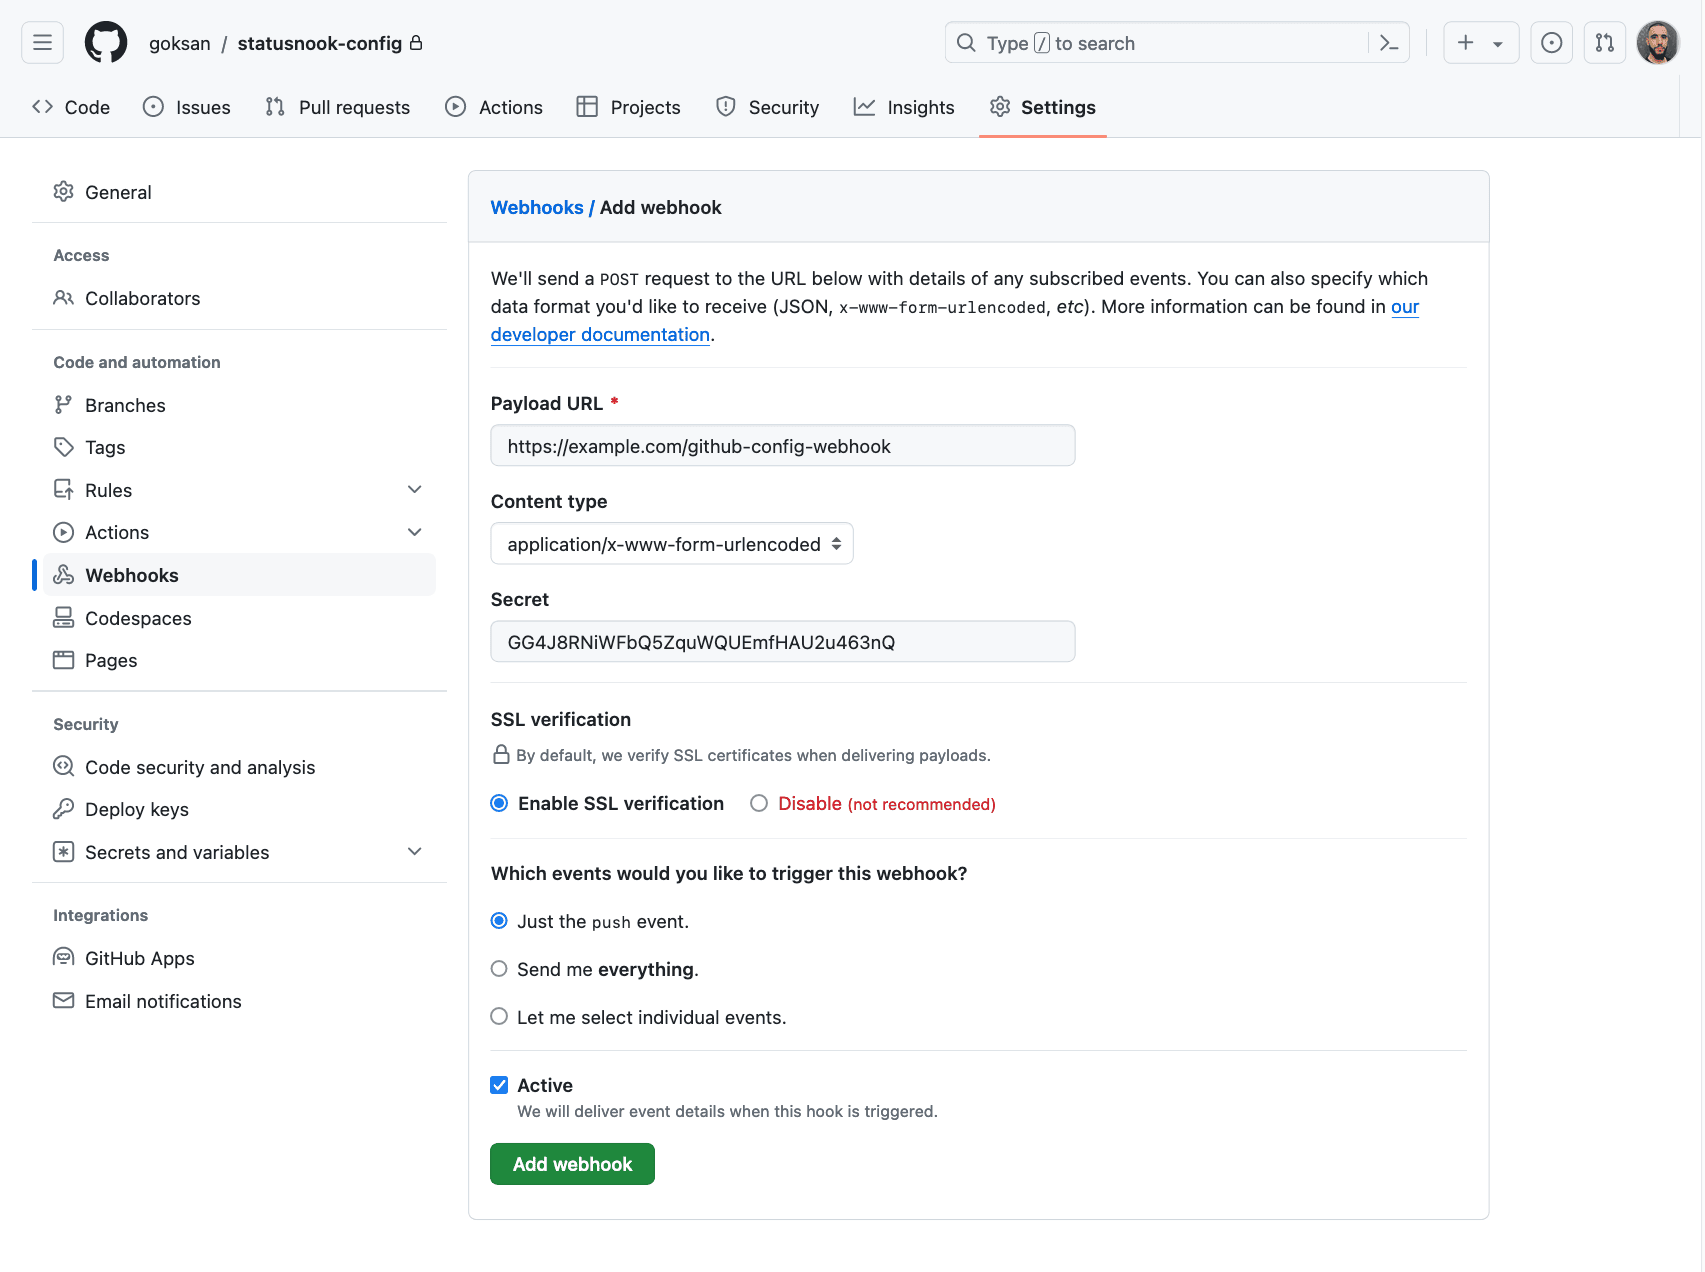 goksan / statusnook-config
Type / to search
Code Issues Pull requests Actions Projects Security Insights Settings
General
Access
Collaborators
Code and automation
Branches
Tags
Rules
Actions
Webhooks
Codespaces
Pages
Security
Code security and analysis
Deploy keys
Secrets and variables
Integrations
GitHub Apps
Email notifications
Webhooks / Add webhook
We'll send a POST request to the URL below with details of any subscribed events. You can also specify which
data format you'd like to receive (JSON, x-www-form-urlencoded, etc). More information can be found in our
developer documentation.
Payload URL *
https://example.com/github-config-webhook
Content type
application/x-www-form-urlencoded
Secret
GG4J8RNiWFbQ5ZquWQUEmfHAU2u463nQ
SSL verification
By default, we verify SSL certificates when delivering payloads.
Enable SSL verification Disable (not recommended)
Which events would you like to trigger this webhook?
Just the push event.
Send me everything.
Let me select individual events.
Active
We will deliver event details when this hook is triggered.
Add webhook